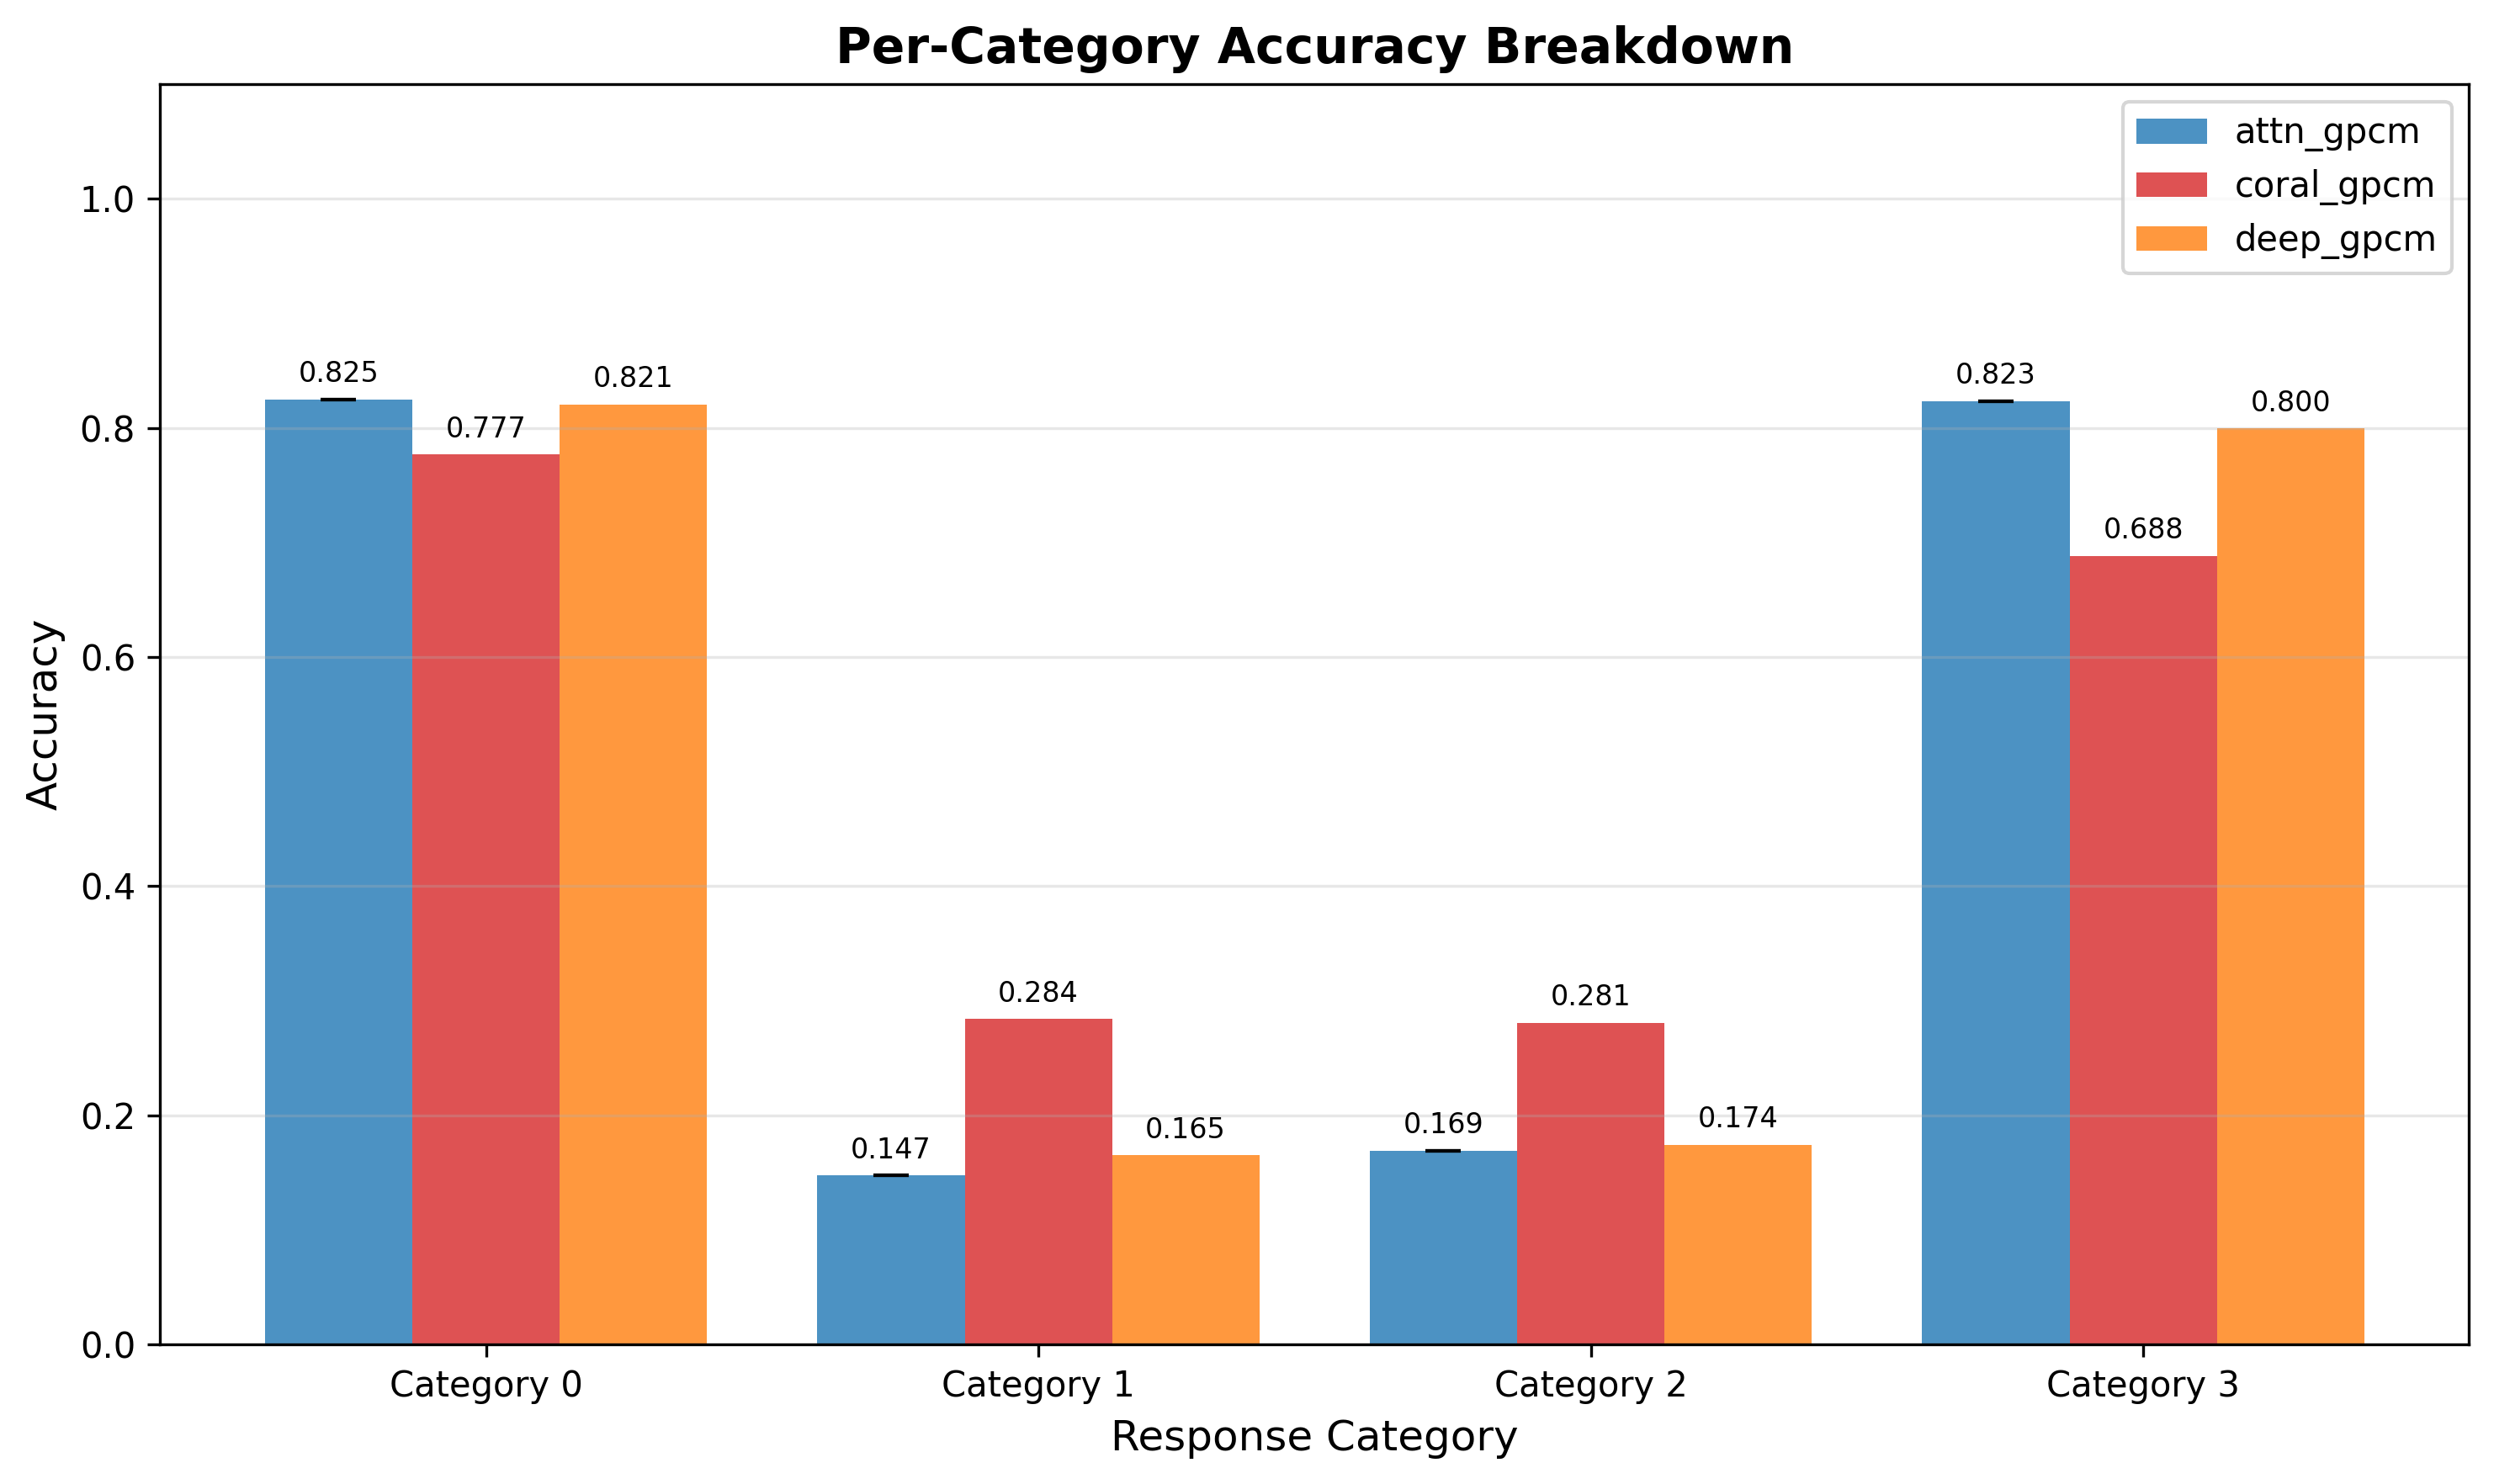 Per-Category Accuracy Breakdown
attn_gpcm
coral_gpcm
deep_gpcm
1.0
0.8
0.6
0.4
0.2
0.0
Accuracy
0.825
0.777
0.821
0.147
0.284
0.165
0.169
0.281
0.174
0.823
0.688
0.800
Category 0
Category 1
Category 2
Category 3
Response Category